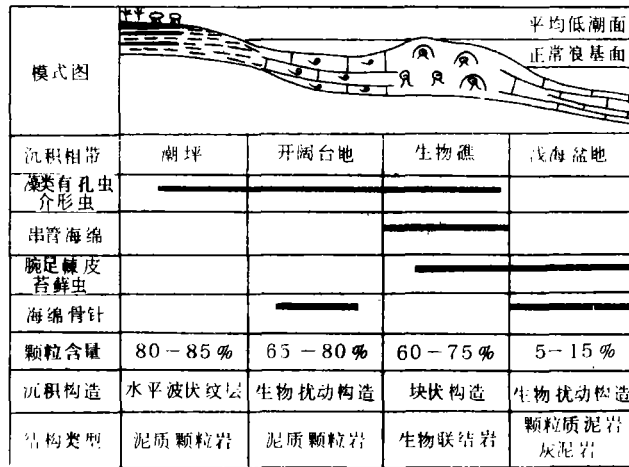 平均低潮面
正常浪基面
模式图
沉积相带 潮坪 开阔台地 生物礁 浅海盆地
藻类有孔虫
介形虫
串管海绵
腕足棘皮
苔鲜虫
海绵骨针
颗粒含量 80-85% 65-80% 60-75% 5-15%
沉积构造 水平波伏纹层 生物扰动构造 块伏构造 生物扰动构造
结构类型 泥质颗粒岩 泥质颗粒岩 生物联结岩 颗粒质泥岩
灰泥岩